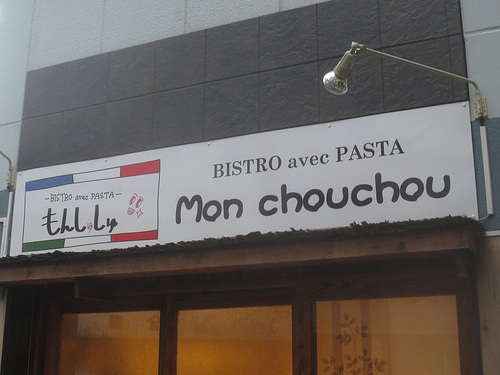 BISTRO avec PASTA
Mon chouchou
-BISTRO avec PASTA-
もんしゅしゅ